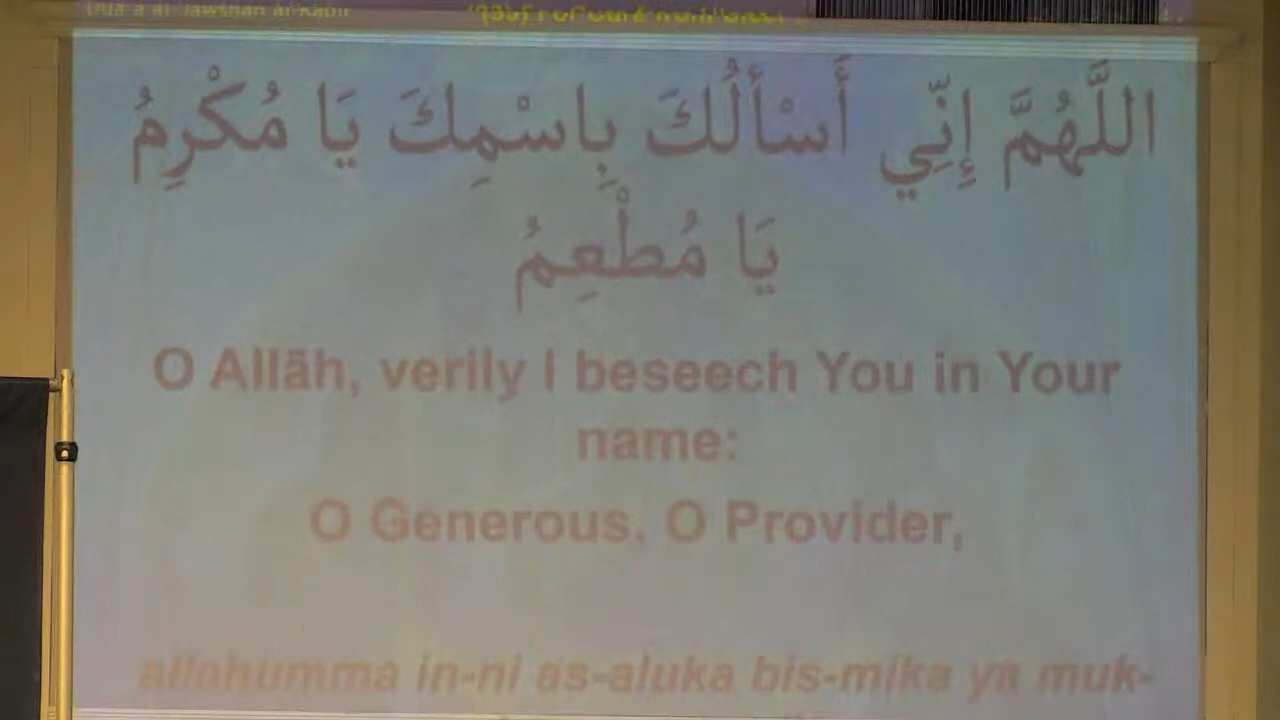 اللَّهُمَّ إِنِّي أَسْأَلُكَ بِاسْمِكَ يَا مُكْرِمُ
يَا مُطْعِمُ
O Allāh, verily I beseech You in Your
name:
O Generous, O Provider,
allahumma in-ni as-aluka bis-mika ya muk-